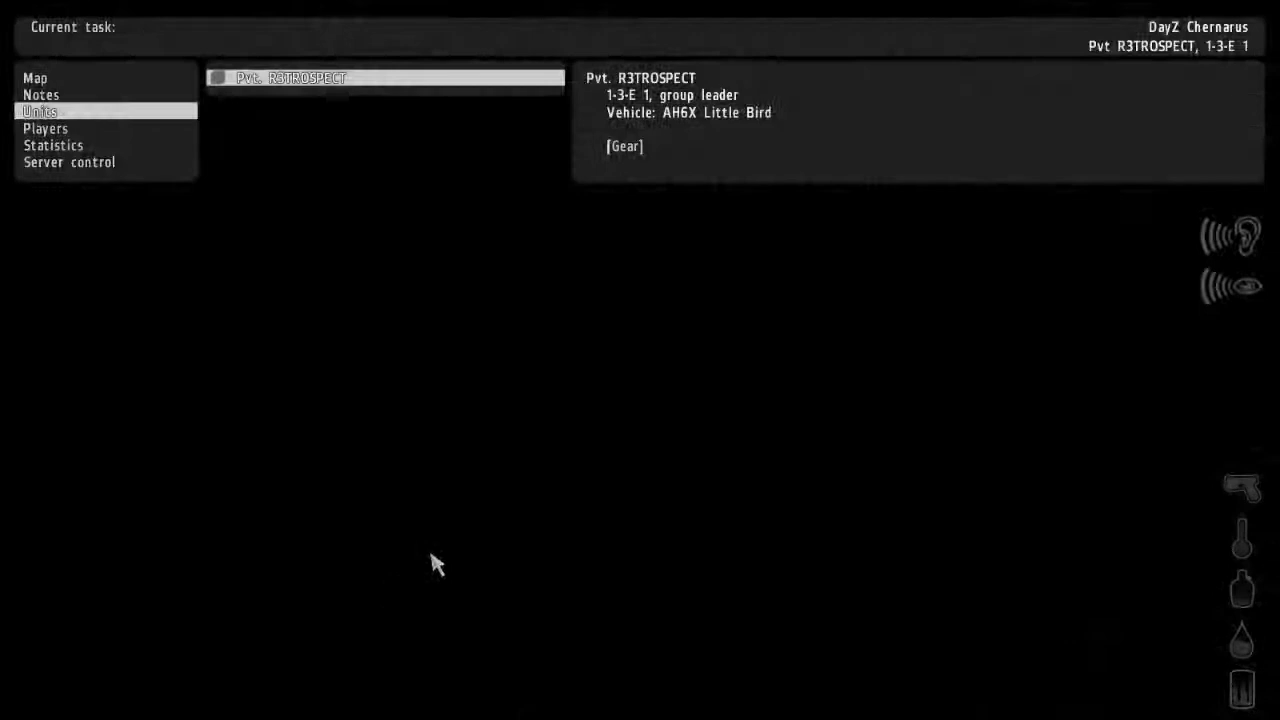 Current task:
DayZ Chernarus
Pvt R3TROSPECT, 1-3-E 1
Map
Notes
Units
Players
Statistics
Server control
Pvt. R3TROSPECT
Pvt. R3TROSPECT
1-3-E 1, group leader
Vehicle: AH6X Little Bird
[Gear]